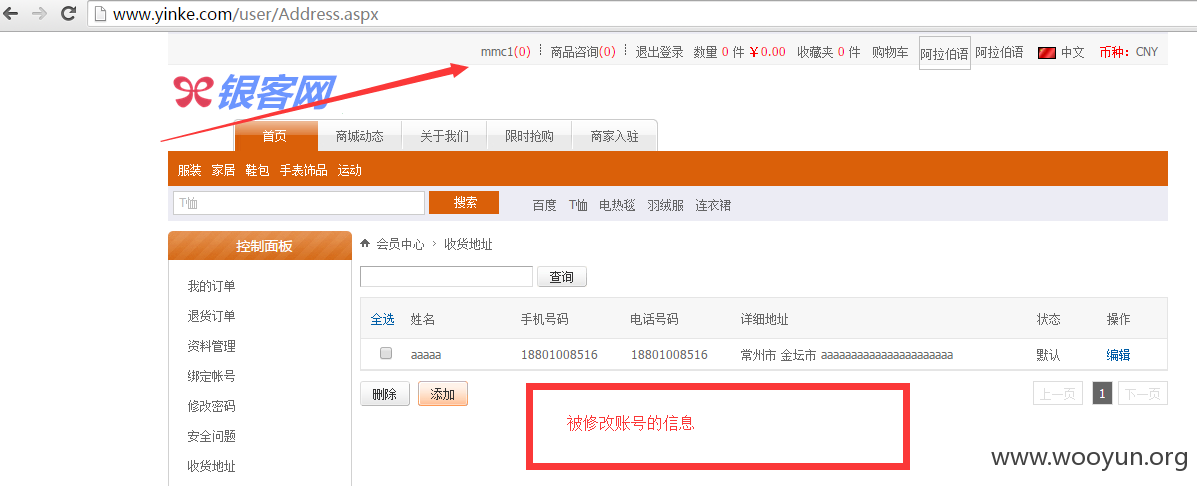 www.yinke.com/user/Address.aspx
mmc1(0) 商品咨询(0) 退出登录 数量 0 件 ¥0.00 收藏夹 0 件 购物车 阿拉伯语 阿拉伯语 中文 币种：CNY
银客网
首页 商城动态 关于我们 限时抢购 商家入驻
服装 家居 鞋包 手表饰品 运动
T恤 搜索 百度 T恤 电热毯 羽绒服 连衣裙
控制面板 会员中心 › 收货地址
我的订单
退货订单
资料管理
绑定帐号
修改密码
安全问题
收货地址
查询
全选 姓名 手机号码 电话号码 详细地址 状态 操作
aaaaa 18801008516 18801008516 常州市 金坛市 aaaaaaaaaaaaaaaaaaaaaa 默认 编辑
删除 添加 上一页 1 下一页
被修改账号的信息
www.wooyun.org